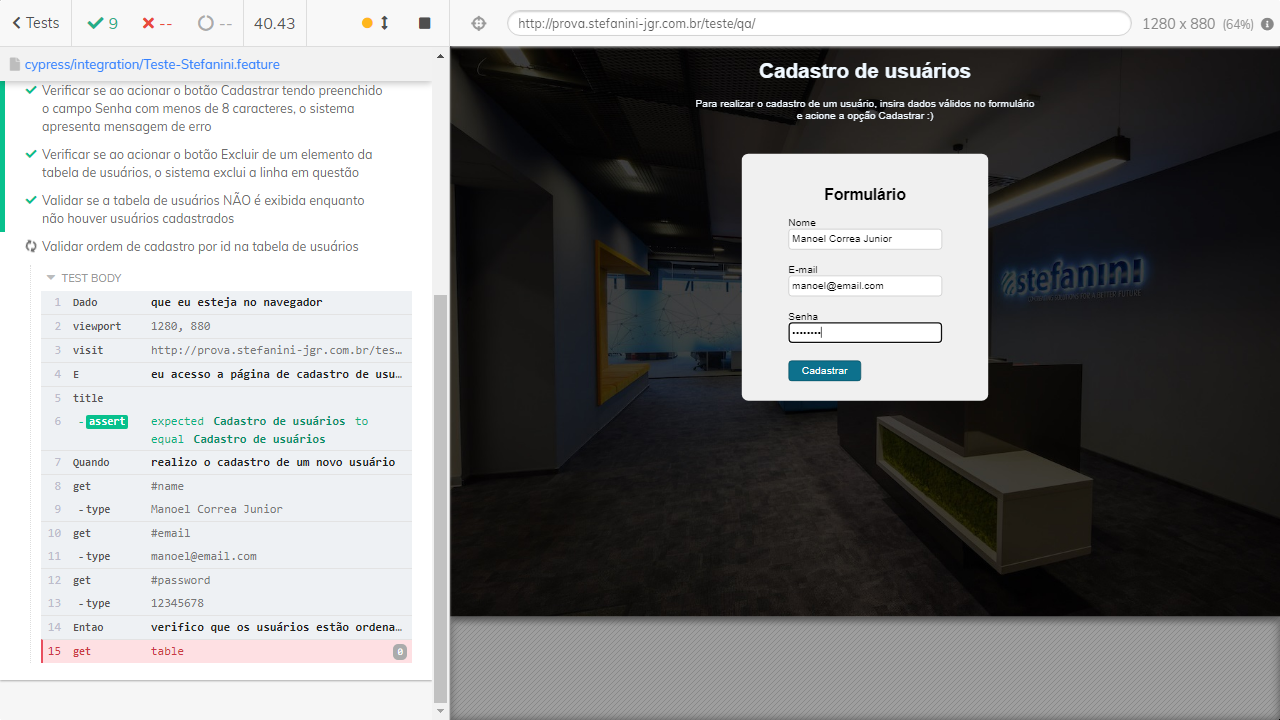 Tests
9
--
--
40.43
http://prova.stefanini-jgr.com.br/teste/qa/
1280 x 880 (64%)
cypress/integration/Teste-Stefanini.feature
Verificar se ao acionar o botão Cadastrar tendo preenchido
o campo Senha com menos de 8 caracteres, o sistema
apresenta mensagem de erro
Verificar se ao acionar o botão Excluir de um elemento da
tabela de usuários, o sistema exclui a linha em questão
Validar se a tabela de usuários NÃO é exibida enquanto
não houver usuários cadastrados
Validar ordem de cadastro por id na tabela de usuários
TEST BODY
1 Dado que eu esteja no navegador
2 viewport 1280, 880
3 visit http://prova.stefanini-jgr.com.br/tes…
4 E eu acesso a página de cadastro de usu…
5 title
6 -assert expected Cadastro de usuários to
equal Cadastro de usuários
7 Quando realizo o cadastro de um novo usuário
8 get #name
9 -type Manoel Correa Junior
10 get #email
11 -type manoel@email.com
12 get #password
13 -type 12345678
14 Entao verifico que os usuários estão ordena…
15 get table 0
Cadastro de usuários
Para realizar o cadastro de um usuário, insira dados válidos no formulário
e acione a opção Cadastrar :)
Formulário
Nome
Manoel Correa Junior
E-mail
manoel@email.com
Senha
••••••••
Cadastrar
stefanini